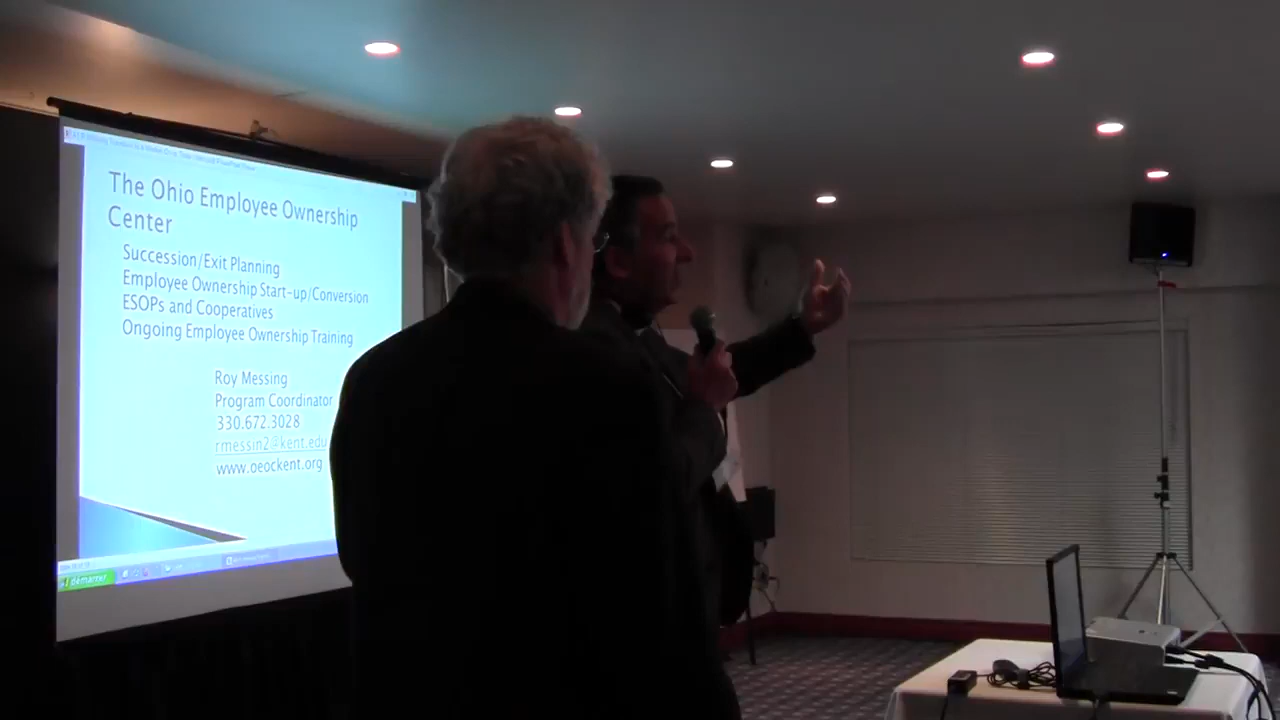 The Ohio Employee Ownership
Center
Succession/Exit Planning
Employee Ownership Start-up/Conversion
ESOPs and Cooperatives
Ongoing Employee Ownership Training
Roy Messing
Program Coordinator
330.672.3028
rmessin2@kent.edu
www.oeockent.org
démarrer